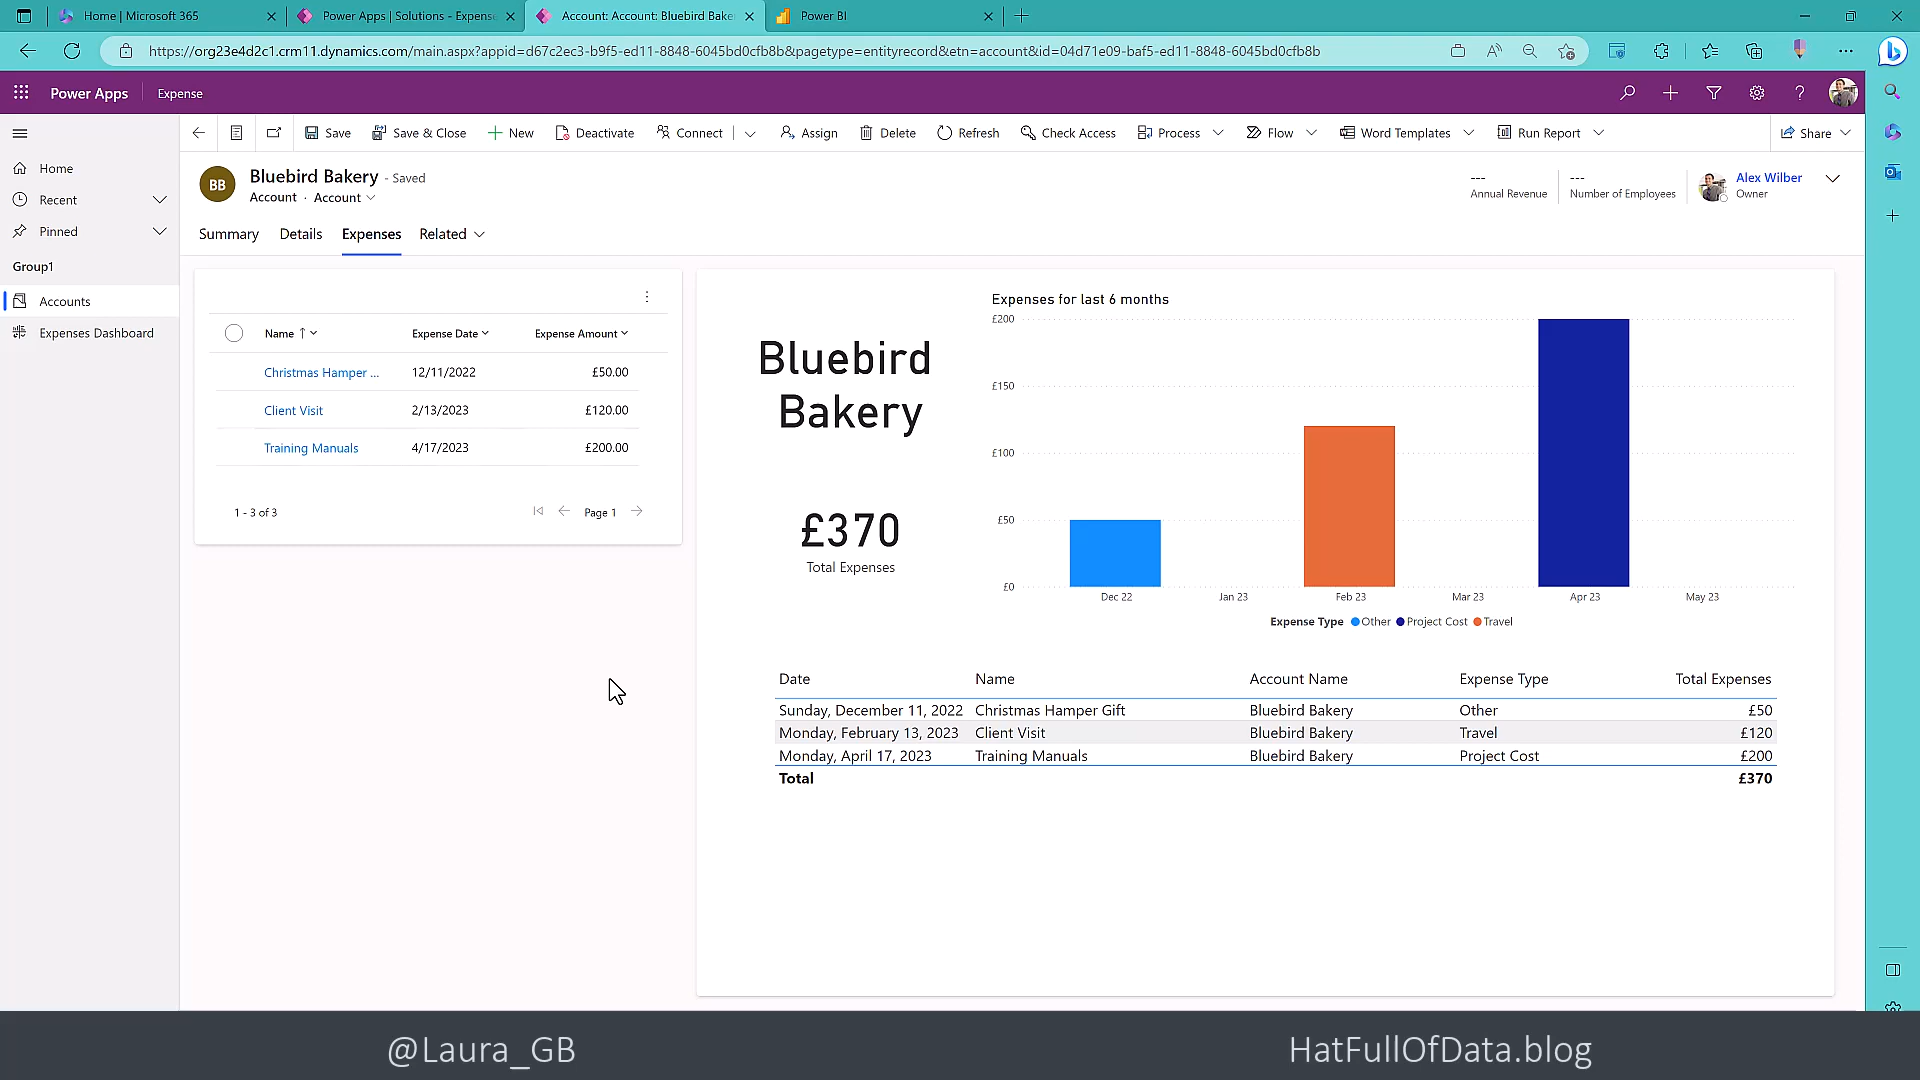 Home | Microsoft 365
Power Apps | Solutions - Expense
Account: Account: Bluebird Bake
Power BI
https://org23e4d2c1.crm11.dynamics.com/main.aspx?appid=d67c2ec3-b9f5-ed11-8848-6045bd0cfb8b&pagetype=entityrecord&etn=account&id=04d71e09-baf5-ed11-8848-6045bd0cfb8b
Power Apps
Expense
Save
Save & Close
New
Deactivate
Connect
Assign
Delete
Refresh
Check Access
Process
Flow
Word Templates
Run Report
Share
Home
Recent
Pinned
Group1
Accounts
Expenses Dashboard
BB
Bluebird Bakery - Saved
Account · Account
---
Annual Revenue
---
Number of Employees
Alex Wilber
Owner
Summary
Details
Expenses
Related
Name ↑
Expense Date
Expense Amount
Christmas Hamper ... 12/11/2022 £50.00
Client Visit 2/13/2023 £120.00
Training Manuals 4/17/2023 £200.00
1 - 3 of 3
Page 1
Bluebird
Bakery
£370
Total Expenses
Expenses for last 6 months
£200
£150
£100
£50
£0
Dec 22 Jan 23 Feb 23 Mar 23 Apr 23 May 23
Expense Type Other Project Cost Travel
Date Name Account Name Expense Type Total Expenses
Sunday, December 11, 2022 Christmas Hamper Gift Bluebird Bakery Other £50
Monday, February 13, 2023 Client Visit Bluebird Bakery Travel £120
Monday, April 17, 2023 Training Manuals Bluebird Bakery Project Cost £200
Total £370
@Laura_GB
HatFullOfData.blog